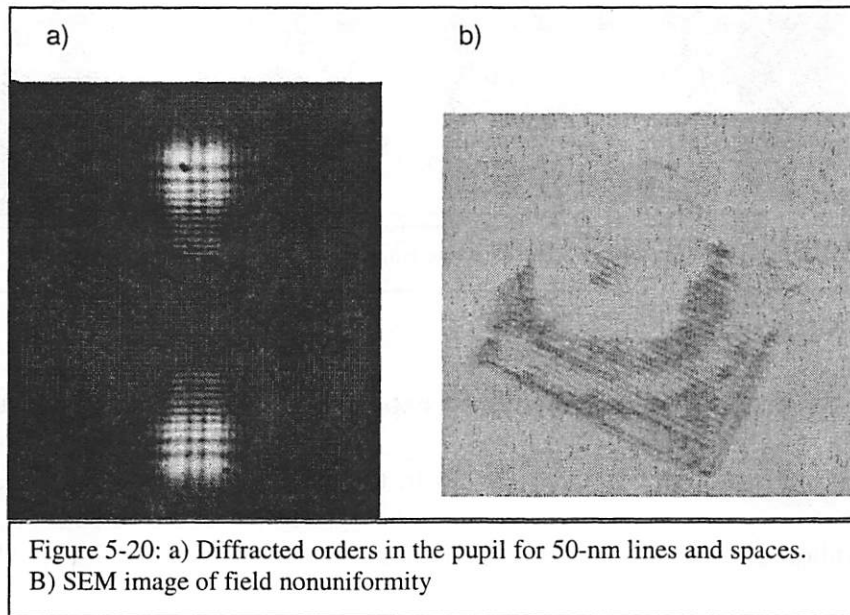 a)
b)
Figure 5-20: a) Diffracted orders in the pupil for 50-nm lines and spaces.
B) SEM image of field nonuniformity